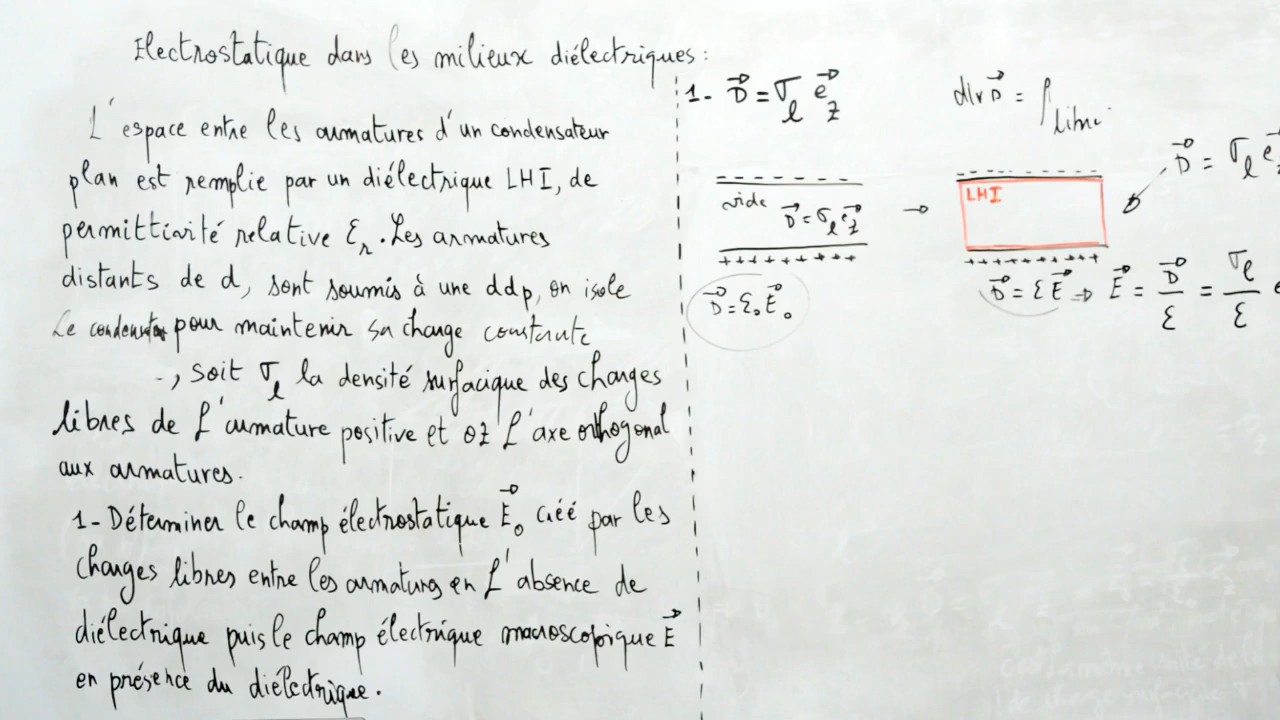 Electrostatique dans les milieux diélectriques :
L'espace entre les armatures d'un condensateur
plan est remplie par un diélectrique LHI, de
permittivité relative εr. Les armatures
distants de d, sont soumis à une ddp, on isole
le pour maintenir sa charge constante
, soit σl la densité surfacique des charges
libres de l'armature positive et OZ l'axe orthogonal
aux armatures.
1- Déterminer le champ électrostatique E⃗0 créé par les
charges libres entre les armatures en l'absence de
diélectrique puis le champ électrique macroscopique E⃗
en présence du diélectrique.
1- D⃗ = σl e⃗z
div D⃗ = ρlibre
- - - - - - - -
vide D⃗ = σl e⃗z
+ + + + + + + + +
D⃗ = ε0 E⃗0
→
- - - - - - - -
LHI
+ + + + + + + + +
D⃗ = σl e⃗z
D⃗ = εE⃗ ⇒ E⃗ = D⃗/ε = σl/ε